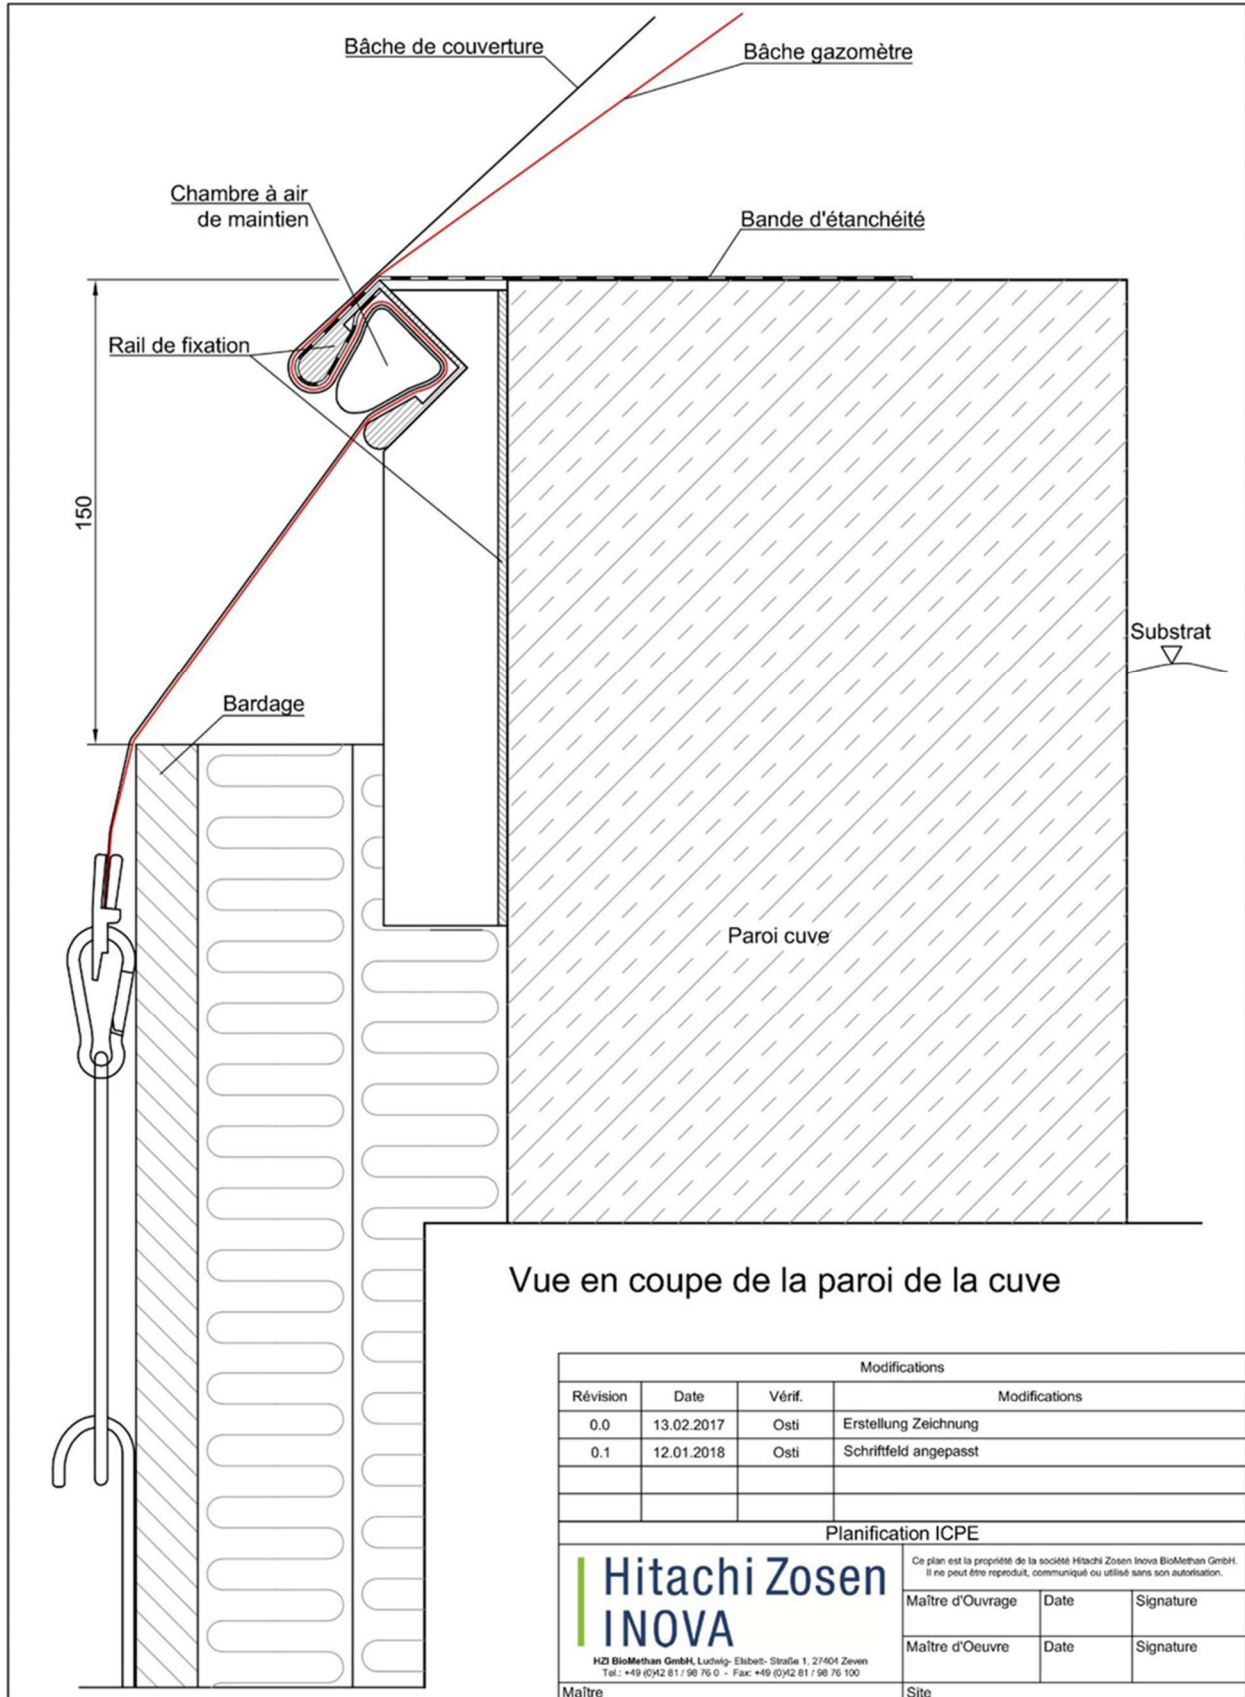 Bâche de couverture
Bâche gazomètre
Chambre à air
de maintien
Bande d'étanchéité
Rail de fixation
150
Substrat
Bardage
Paroi cuve
Vue en coupe de la paroi de la cuve
Modifications
Révision Date Vérif. Modifications
0.0 13.02.2017 Osti Erstellung Zeichnung
0.1 12.01.2018 Osti Schriftfeld angepasst
Planification ICPE
Hitachi Zosen
INOVA
HZI BioMethan GmbH, Ludwig- Elsbett- Straße 1, 27404 Zeven
Tel.: +49 (0)42 81 / 98 76 0 - Fax: +49 (0)42 81 / 98 76 100
Ce plan est la propriété de la société Hitachi Zosen Inova BioMethan GmbH.
Il ne peut être reproduit, communiqué ou utilisé sans son autorisation.
Maître d'Ouvrage Date Signature
Maître d'Oeuvre Date Signature
Maître
Site